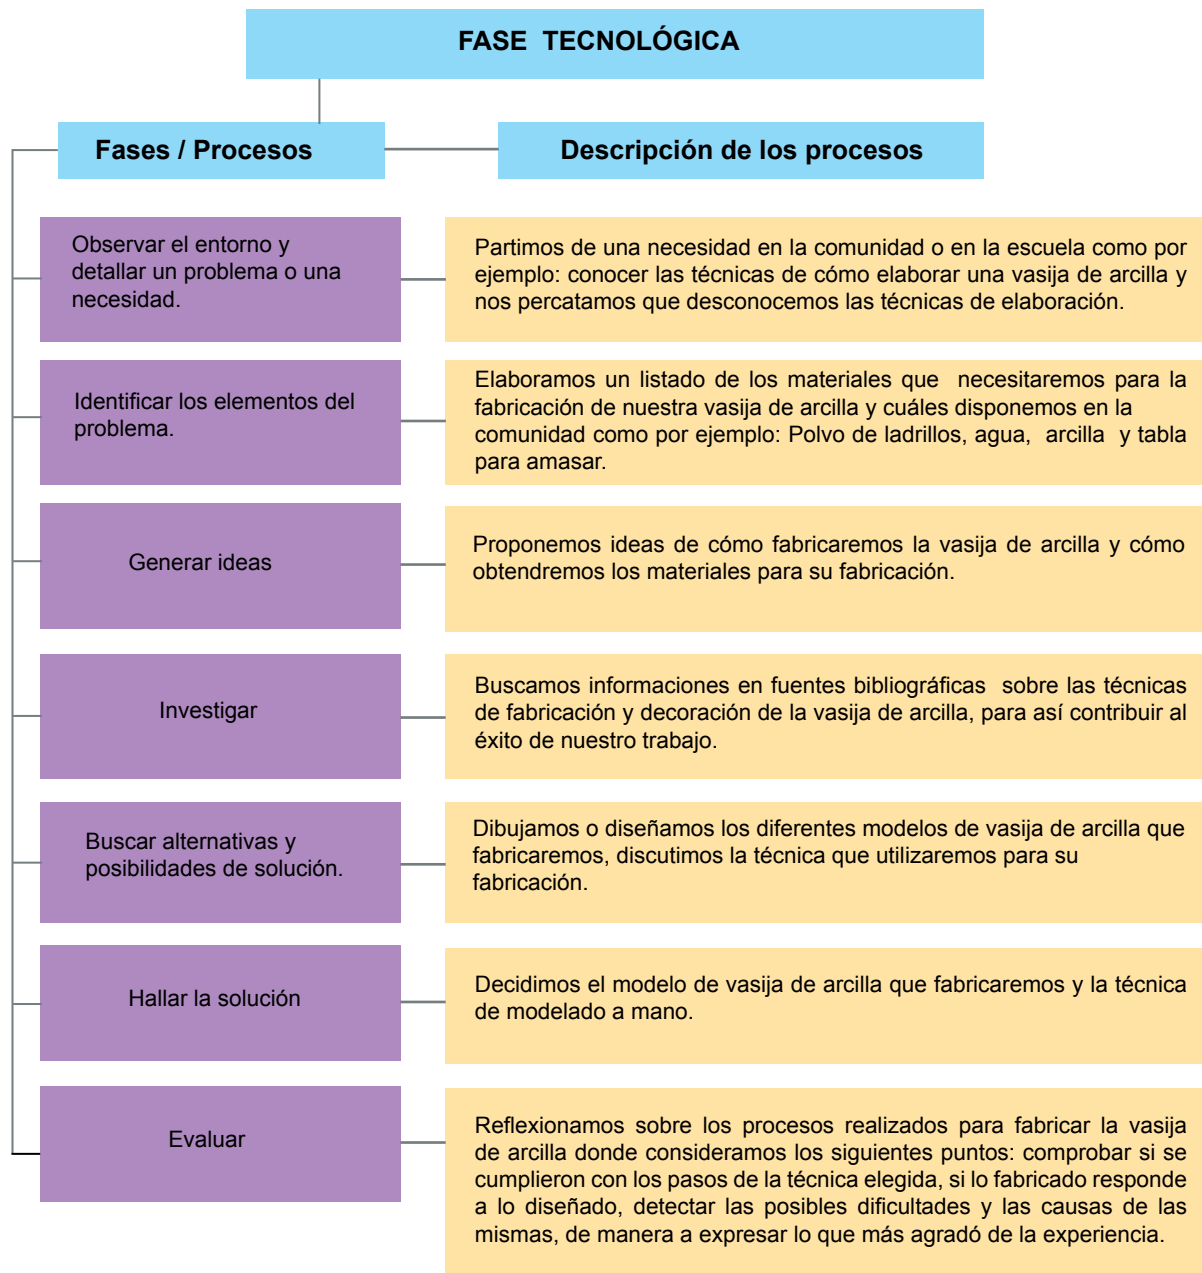 FASE TECNOLÓGICA
Fases / Procesos
Descripción de los procesos
Observar el entorno y
detallar un problema o una
necesidad.
Partimos de una necesidad en la comunidad o en la escuela como por
ejemplo: conocer las técnicas de cómo elaborar una vasija de arcilla y
nos percatamos que desconocemos las técnicas de elaboración.
Identificar los elementos del
problema.
Elaboramos un listado de los materiales que necesitaremos para la
fabricación de nuestra vasija de arcilla y cuáles disponemos en la
comunidad como por ejemplo: Polvo de ladrillos, agua, arcilla y tabla
para amasar.
Generar ideas
Proponemos ideas de cómo fabricaremos la vasija de arcilla y cómo
obtendremos los materiales para su fabricación.
Investigar
Buscamos informaciones en fuentes bibliográficas sobre las técnicas
de fabricación y decoración de la vasija de arcilla, para así contribuir al
éxito de nuestro trabajo.
Buscar alternativas y
posibilidades de solución.
Dibujamos o diseñamos los diferentes modelos de vasija de arcilla que
fabricaremos, discutimos la técnica que utilizaremos para su
fabricación.
Hallar la solución
Decidimos el modelo de vasija de arcilla que fabricaremos y la técnica
de modelado a mano.
Evaluar
Reflexionamos sobre los procesos realizados para fabricar la vasija
de arcilla donde consideramos los siguientes puntos: comprobar si se
cumplieron con los pasos de la técnica elegida, si lo fabricado responde
a lo diseñado, detectar las posibles dificultades y las causas de las
mismas, de manera a expresar lo que más agradó de la experiencia.